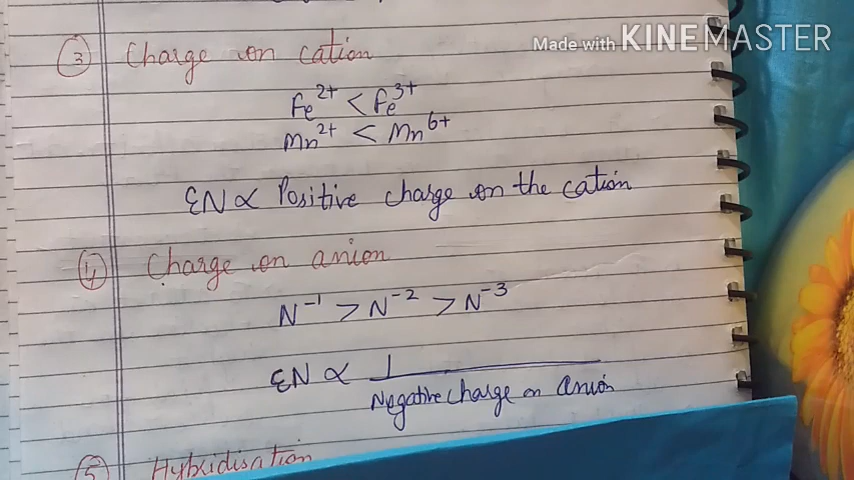 Made with KINEMASTER
③ Charge on cation
Fe²⁺ < Fe³⁺
Mn²⁺ < Mn⁶⁺
EN ∝ Positive charge on the cation
④ Charge on anion
N⁻¹ > N⁻² > N⁻³
EN ∝ 1
Negative charge on anion
⑤ Hybridisation